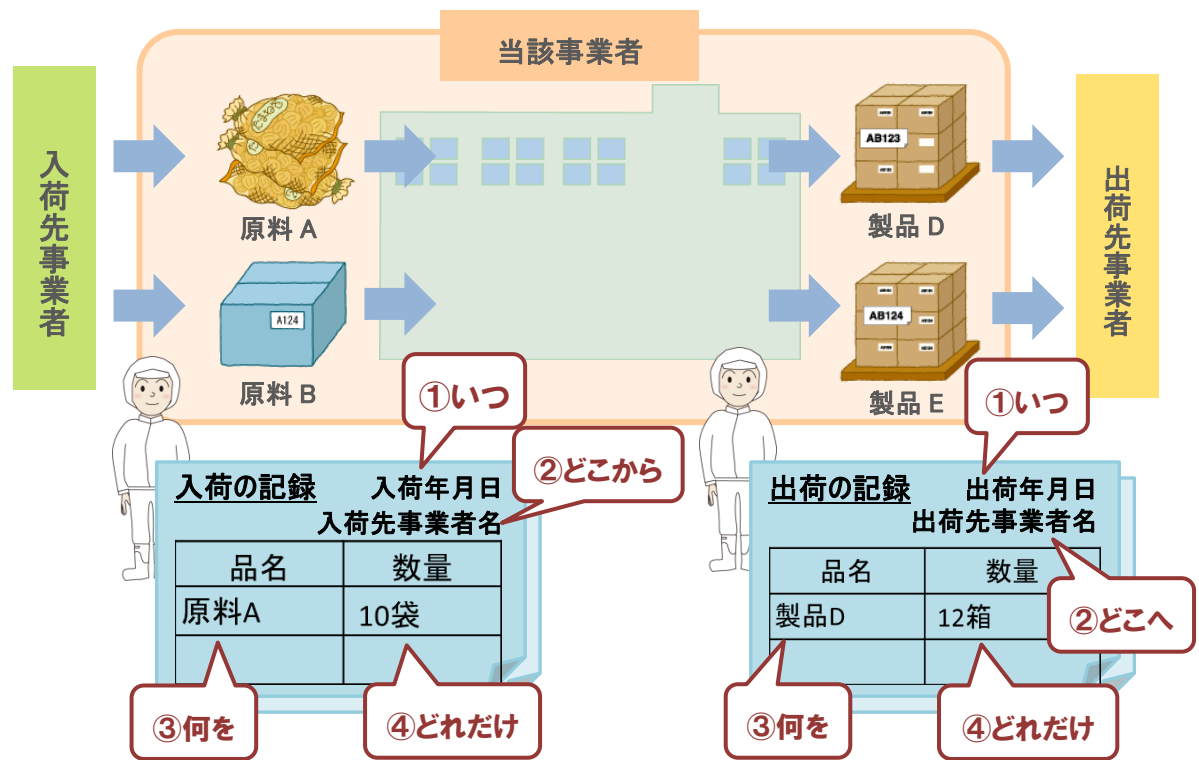 当該事業者
入荷先事業者
原料 A
A124
原料 B
AB123
製品 D
AB124
製品 E
出荷先事業者
①いつ
②どこから
入荷の記録
入荷年月日
入荷先事業者名
品名 数量
原料A 10袋
③何を
④どれだけ
①いつ
出荷の記録
出荷年月日
出荷先事業者名
品名 数量
製品D 12箱
②どこへ
③何を
④どれだけ